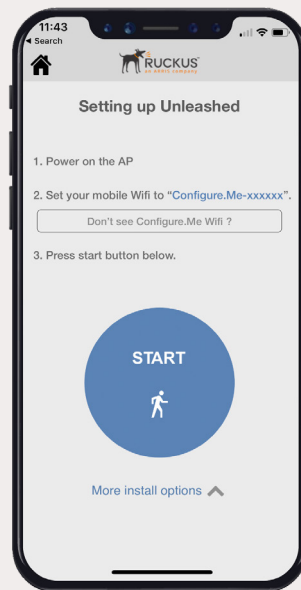 11:43
◀ Search
RUCKUS
an ARRIS company
Setting up Unleashed
1. Power on the AP
2. Set your mobile Wifi to “Configure.Me-xxxxxx”.
Don't see Configure.Me Wifi ?
3. Press start button below.
START
More install options